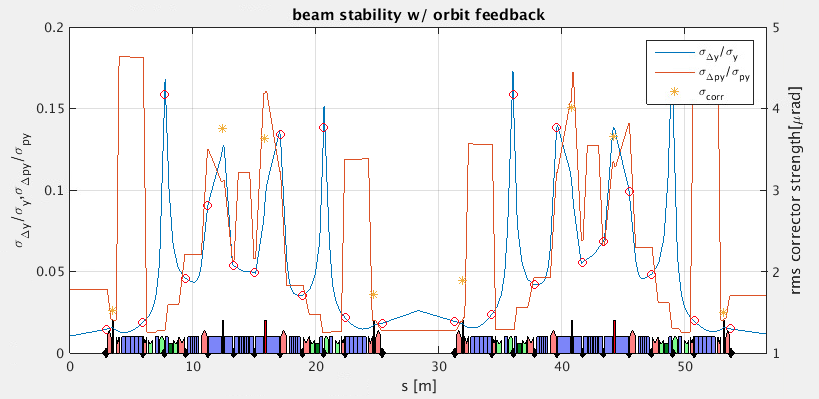 beam stability w/ orbit feedback
0.2
0.15
0.1
0.05
0
σΔy/σy,σΔpy/σpy
0 10 20 30 40 50
s [m]
5
4
3
2
1
rms corrector strength[μrad]
σΔy/σy
σΔpy/σpy
σcorr